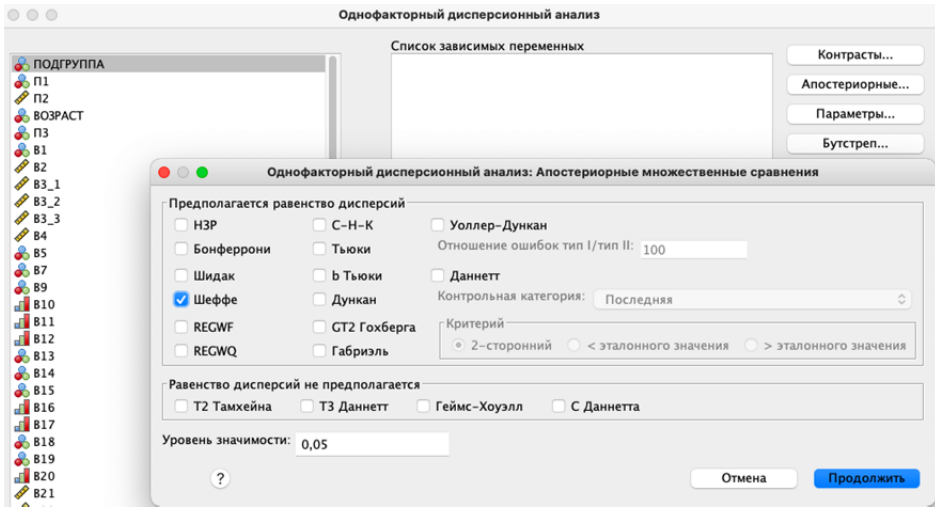 Однофакторный дисперсионный анализ
Список зависимых переменных
ПОДГРУППА
П1
П2
ВОЗРАСТ
П3
В1
В2
В3_1
В3_2
В3_3
В4
В5
В7
В9
В10
В11
В12
В13
В14
В15
В16
В17
В18
В19
В20
В21
Контрасты...
Апостериорные...
Параметры...
Бутстреп...
Однофакторный дисперсионный анализ: Апостериорные множественные сравнения
Предполагается равенство дисперсий
НЗР С-Н-К Уоллер-Дункан
Бонферрони Тьюки Отношение ошибок тип I/тип II: 100
Шидак b Тьюки Даннетт
Шеффе Дункан Контрольная категория: Последняя
REGWF GT2 Гохберга Критерий
REGWQ Габриэль 2-сторонний < эталонного значения > эталонного значения
Равенство дисперсий не предполагается
T2 Тамхейна T3 Даннетт Геймс-Хоуэлл C Даннетта
Уровень значимости: 0,05
? Отмена Продолжить